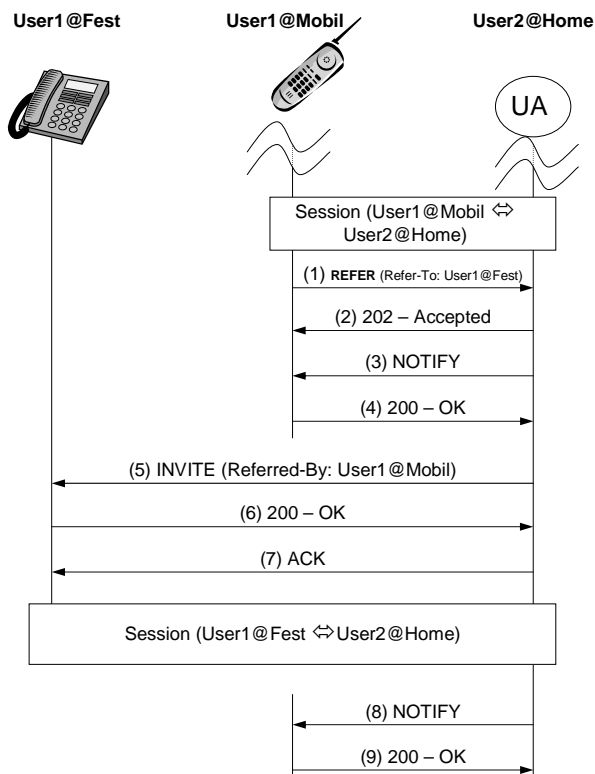 User1@Fest
User1@Mobil
User2@Home
UA
Session (User1@Mobil ⇔
User2@Home)
(1) REFER (Refer-To: User1@Fest)
(2) 202 – Accepted
(3) NOTIFY
(4) 200 – OK
(5) INVITE (Referred-By: User1@Mobil)
(6) 200 – OK
(7) ACK
Session (User1@Fest ⇔User2@Home)
(8) NOTIFY
(9) 200 – OK